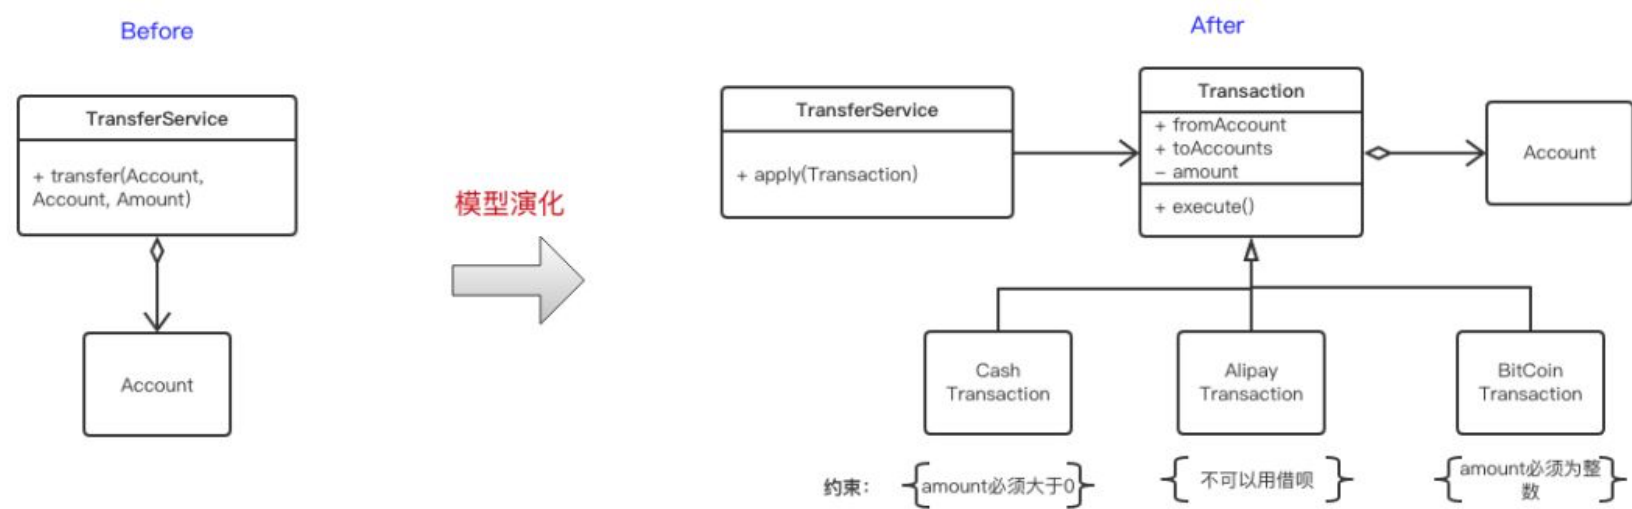 Before
TransferService
+ transfer(Account,
Account, Amount)
Account
模型演化
After
TransferService
+ apply(Transaction)
Transaction
+ fromAccount
+ toAccounts
- amount
+ execute()
Account
Cash
Transaction
Alipay
Transaction
BitCoin
Transaction
约束:
amount必须大于0
不可以用借呗
amount必须为整
数